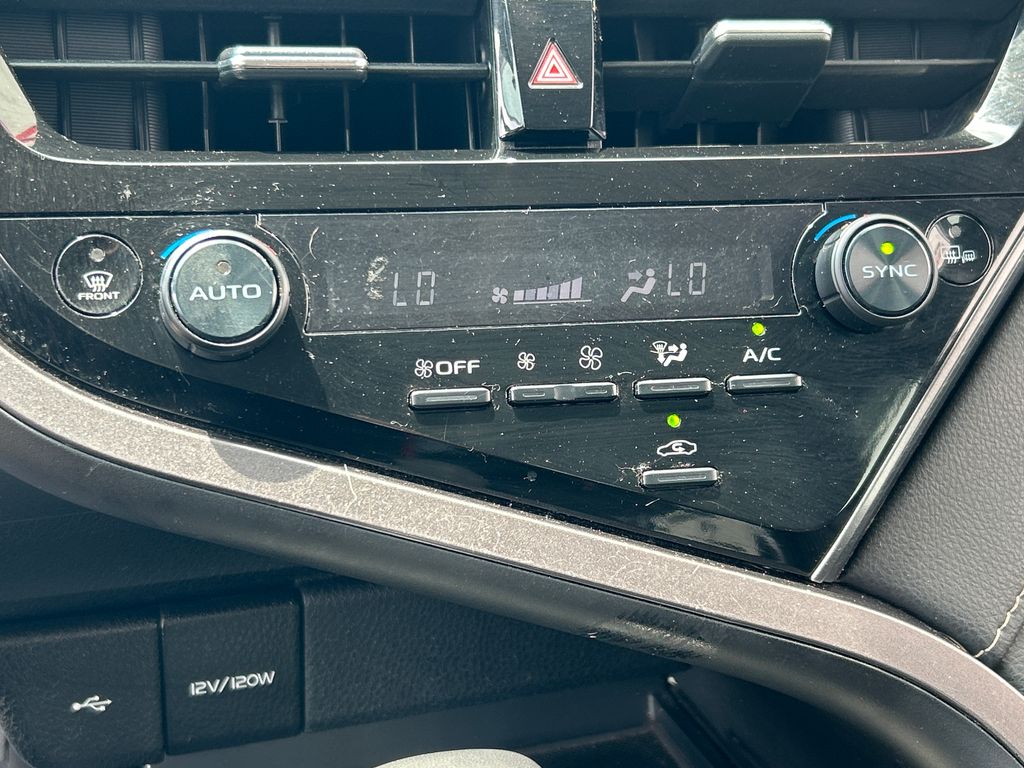 FRONT
AUTO
LO
LO
SYNC
OFF
A/C
12V/120W